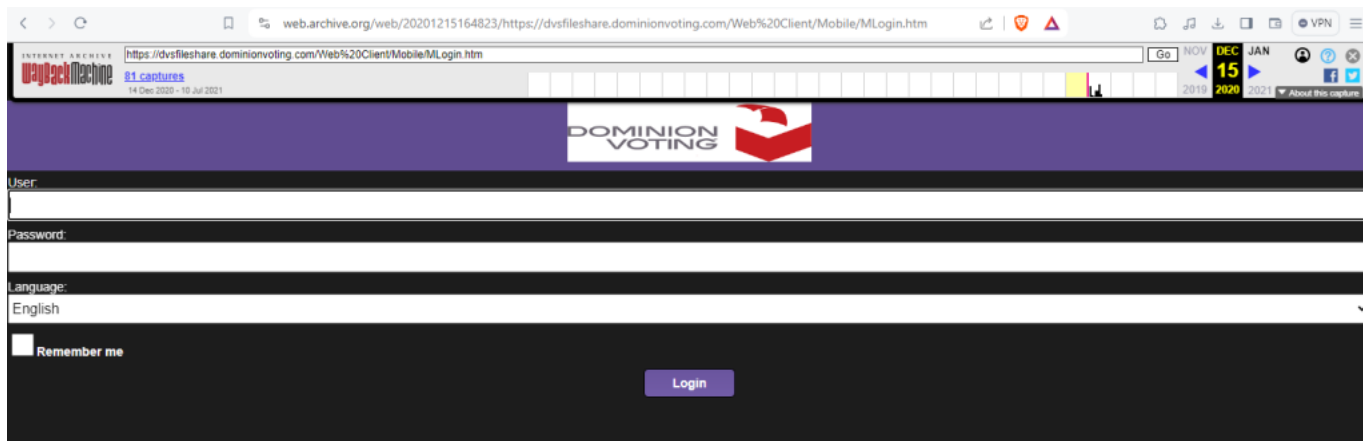 web.archive.org/web/20201215164823/https://dvsfileshare.dominionvoting.com/Web%20Client/Mobile/MLogin.htm
VPN
INTERNET ARCHIVE
WayBackMachine
https://dvsfileshare.dominionvoting.com/Web%20Client/Mobile/MLogin.htm
Go
NOV DEC JAN
81 captures
15
14 Dec 2020 - 10 Jul 2021
2019 2020 2021
About this capture
DOMINION
VOTING
User:
Password:
Language:
English
Remember me
Login